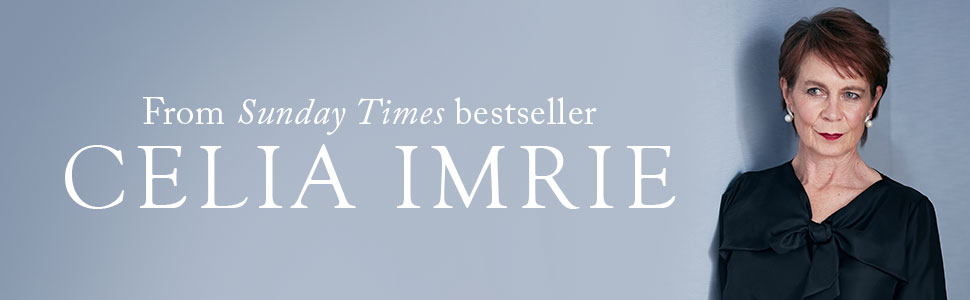 From Sunday Times bestseller
CELIA IMRIE